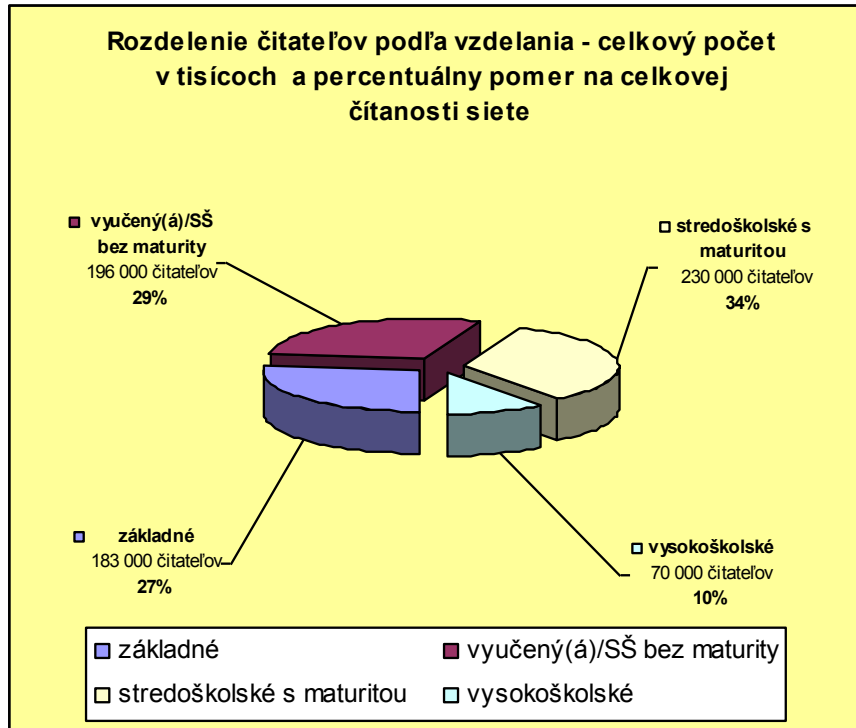 Rozdelenie čitateľov podľa vzdelania - celkový počet
v tisícoch a percentuálny pomer na celkovej
čítanosti siete
vyučený(á)/SŠ
bez maturity
196 000 čitateľov
29%
stredoškolské s
maturitou
230 000 čitateľov
34%
základné
183 000 čitateľov
27%
vysokoškolské
70 000 čitateľov
10%
základné
vyučený(á)/SŠ bez maturity
stredoškolské s maturitou
vysokoškolské